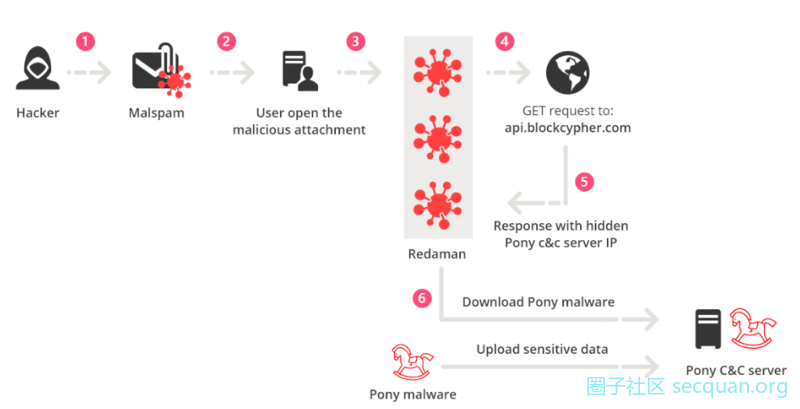 1
2
3
4
Hacker
Malspam
User open the
malicious attachment
GET request to:
api.blockcypher.com
5
Response with hidden
Pony c&c server IP
Redaman
6
Download Pony malware
Upload sensitive data
Pony malware
Pony C&C server
圈子社区 secquan.org